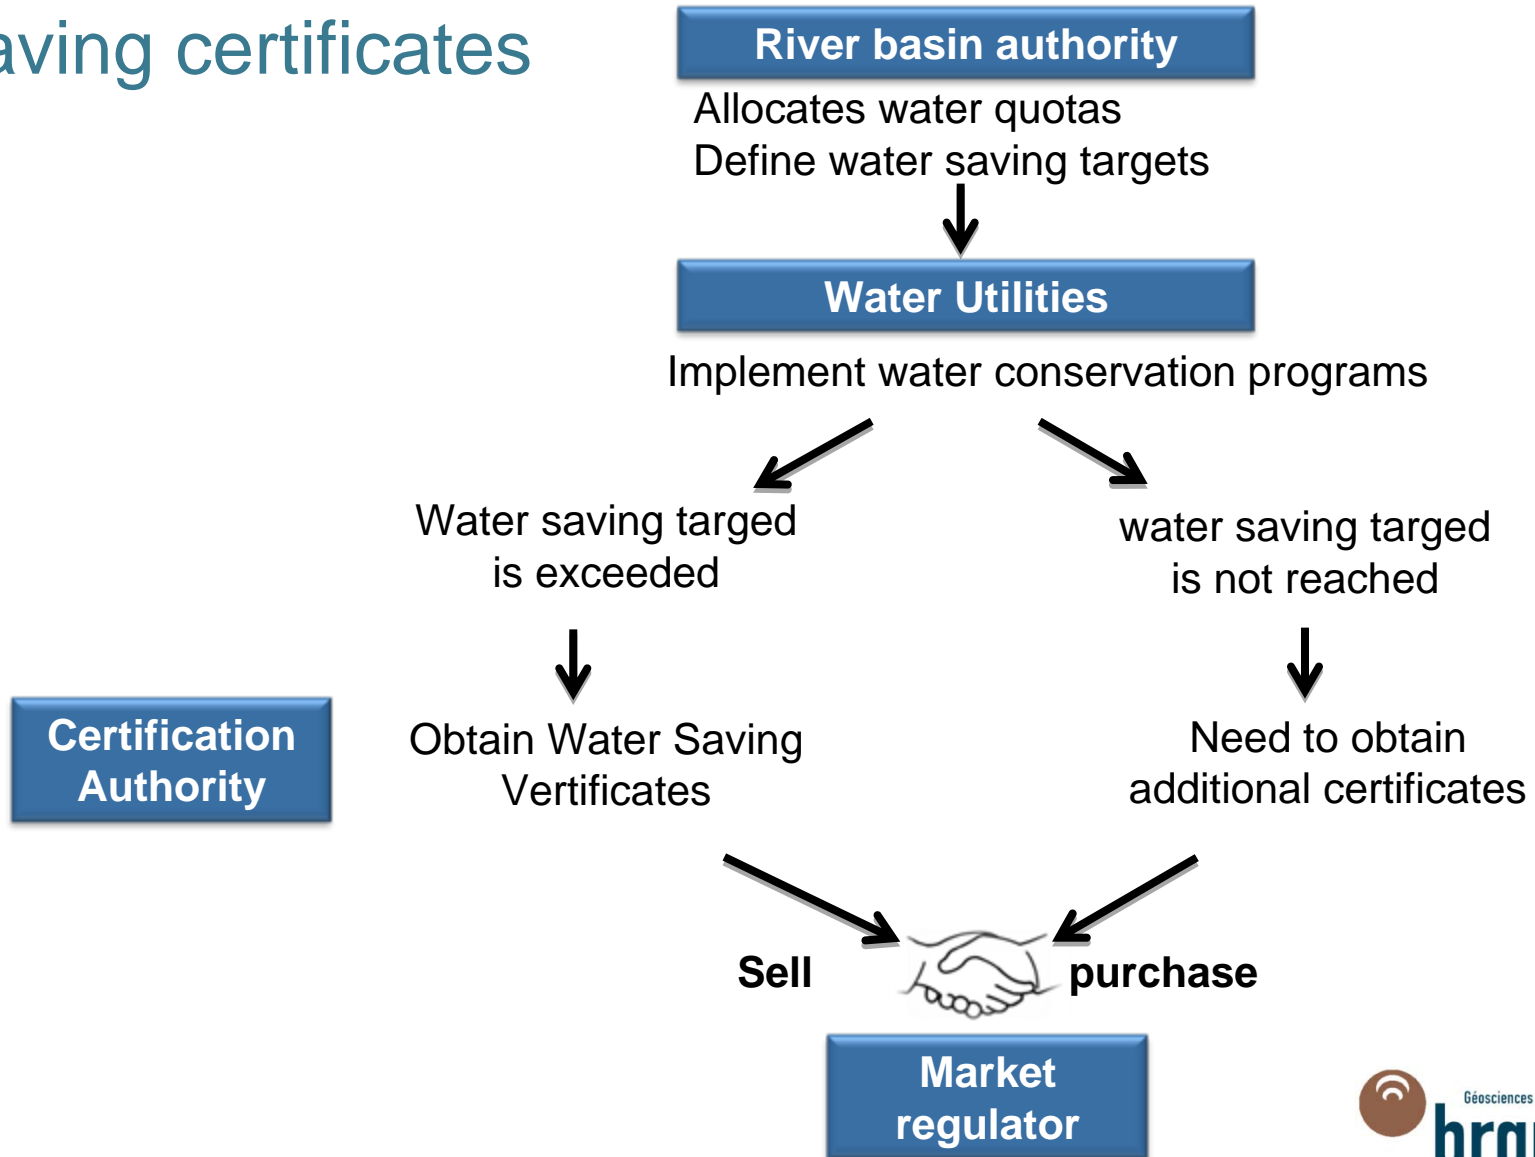 aving certificates
River basin authority
Allocates water quotas
Define water saving targets
Water Utilities
Implement water conservation programs
Water saving targed
is exceeded
water saving targed
is not reached
Certification
Authority
Obtain Water Saving
Vertificates
Need to obtain
additional certificates
Sell
purchase
Market
regulator
Géosciences